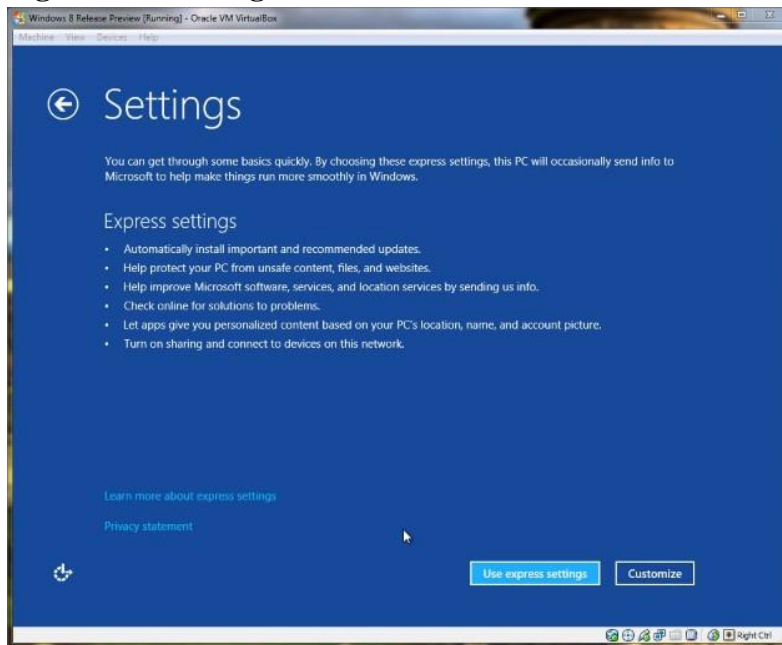 Windows 8 Release Preview [Running] - Oracle VM VirtualBox
Machine View Devices Help
Settings
You can get through some basics quickly. By choosing these express settings, this PC will occasionally send info to
Microsoft to help make things run more smoothly in Windows.
Express settings
• Automatically install important and recommended updates.
• Help protect your PC from unsafe content, files, and websites.
• Help improve Microsoft software, services, and location services by sending us info.
• Check online for solutions to problems.
• Let apps give you personalized content based on your PC's location, name, and account picture.
• Turn on sharing and connect to devices on this network.
Learn more about express settings
Privacy statement
Use express settings Customize
Right Ctrl